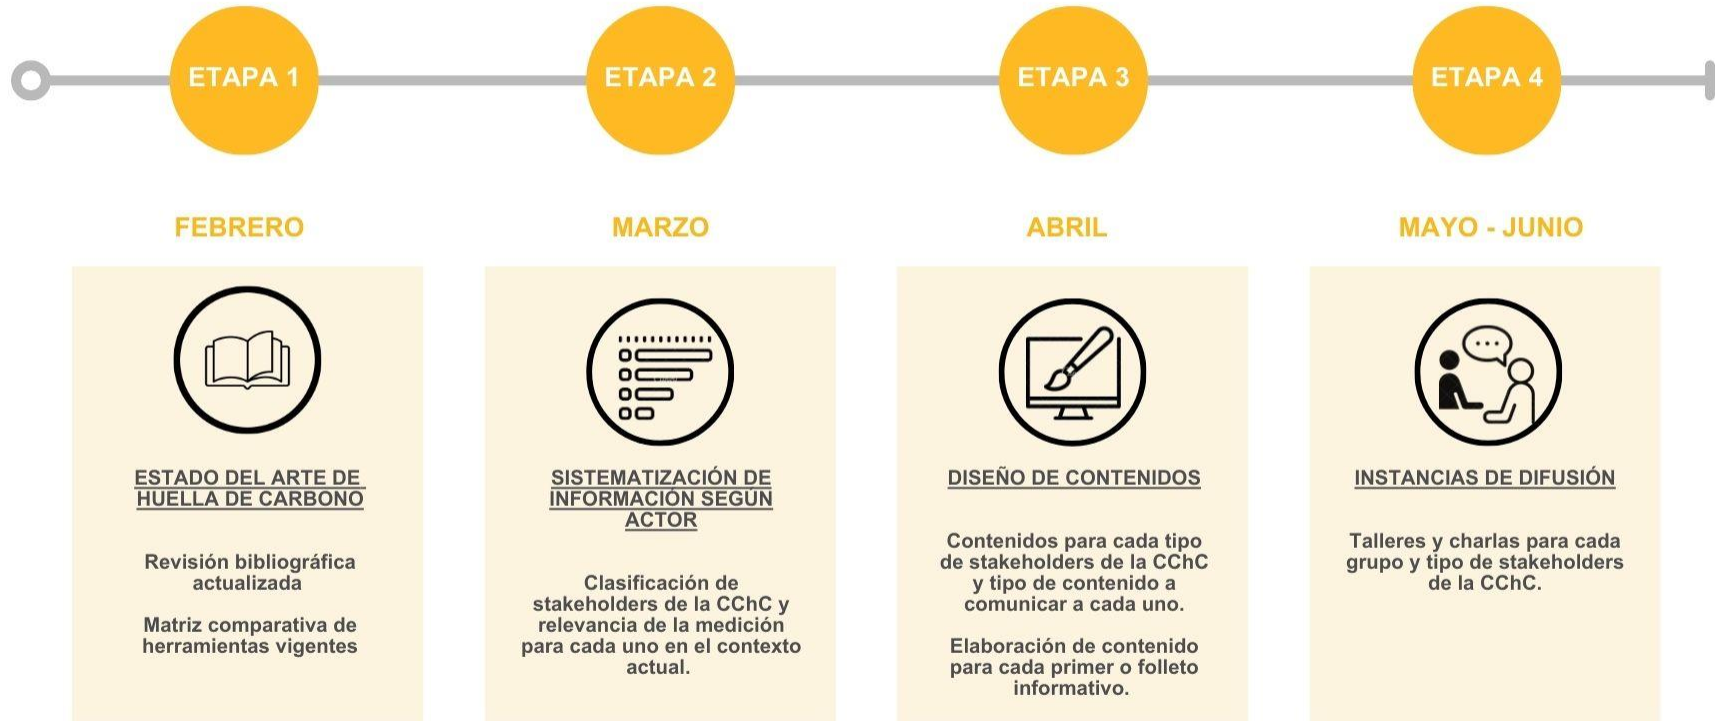 ETAPA 1
ETAPA 2
ETAPA 3
ETAPA 4
FEBRERO
MARZO
ABRIL
MAYO - JUNIO
ESTADO DEL ARTE DE
HUELLA DE CARBONO
Revisión bibliográfica
actualizada
Matriz comparativa de
herramientas vigentes
SISTEMATIZACIÓN DE
INFORMACIÓN SEGÚN
ACTOR
Clasificación de
stakeholders de la CChC y
relevancia de la medición
para cada uno en el contexto
actual.
DISEÑO DE CONTENIDOS
Contenidos para cada tipo
de stakeholders de la CChC
y tipo de contenido a
comunicar a cada uno.
Elaboración de contenido
para cada primer o folleto
informativo.
INSTANCIAS DE DIFUSIÓN
Talleres y charlas para cada
grupo y tipo de stakeholders
de la CChC.